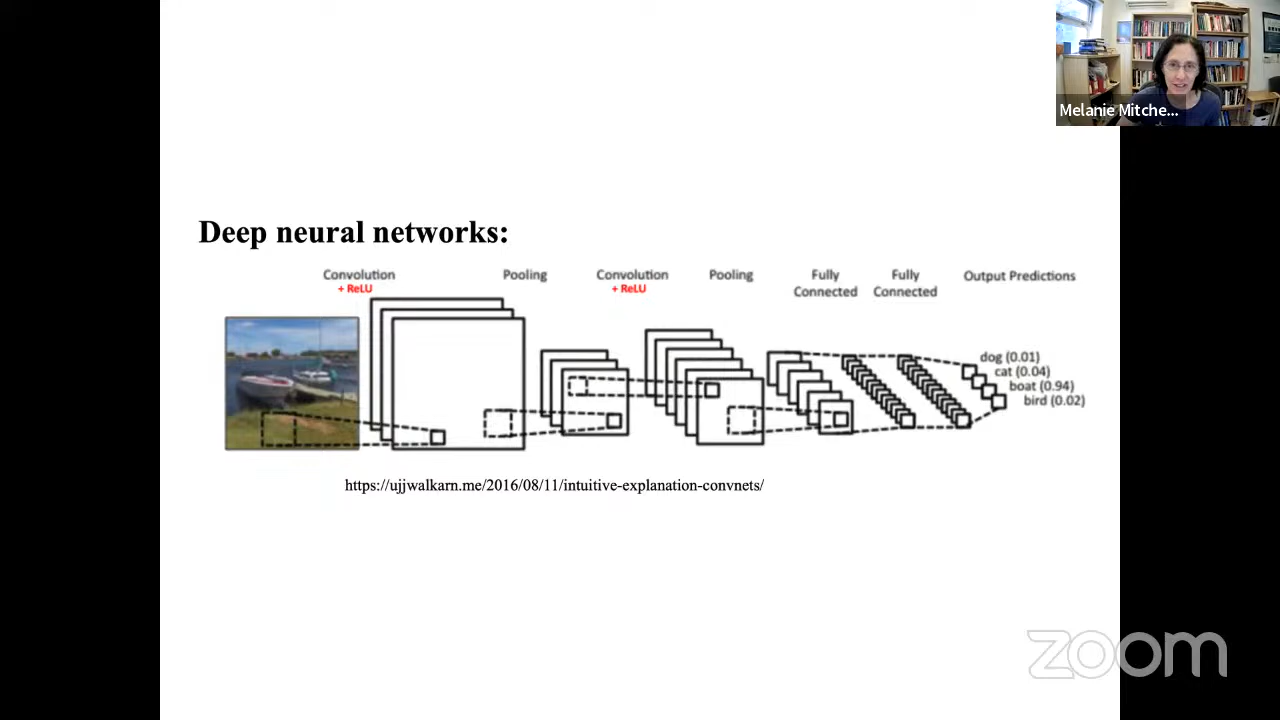 Melanie Mitche...
Deep neural networks:
Convolution
+ ReLU
Pooling
Convolution
+ ReLU
Pooling
Fully
Connected
Fully
Connected
Output Predictions
dog (0.01)
cat (0.04)
boat (0.94)
bird (0.02)
https://ujjwalkarn.me/2016/08/11/intuitive-explanation-convnets/
zoom